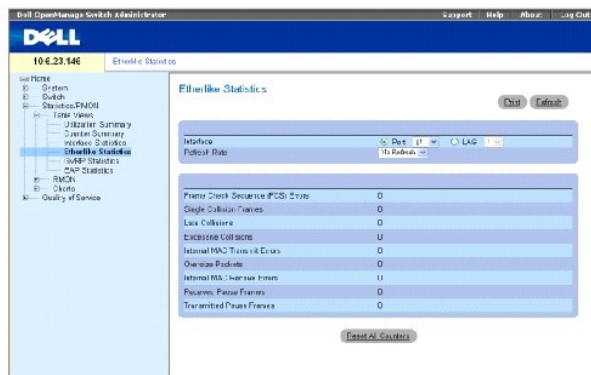 Dell OpenManage Switch Administrator
Support Help About Log Out
DELL
10.6.23.146 Etherlike Statistics
Home
System
Switch
Statistics/RMON
Table Views
Utilization Summary
Counter Summary
Interface Statistics
Etherlike Statistics
GVRP Statistics
EAP Statistics
RMON
Charts
Quality of Service
Etherlike Statistics
Print Refresh
Interface Port g1 LAG 1
Refresh Rate No Refresh
Frame Check Sequence (FCS) Errors 0
Single Collision Frames 0
Late Collisions 0
Excessive Collisions 0
Internal MAC Transmit Errors 0
Oversize Packets 0
Internal MAC Receive Errors 0
Receive Pause Frames 0
Transmitted Pause Frames 0
Reset All Counters